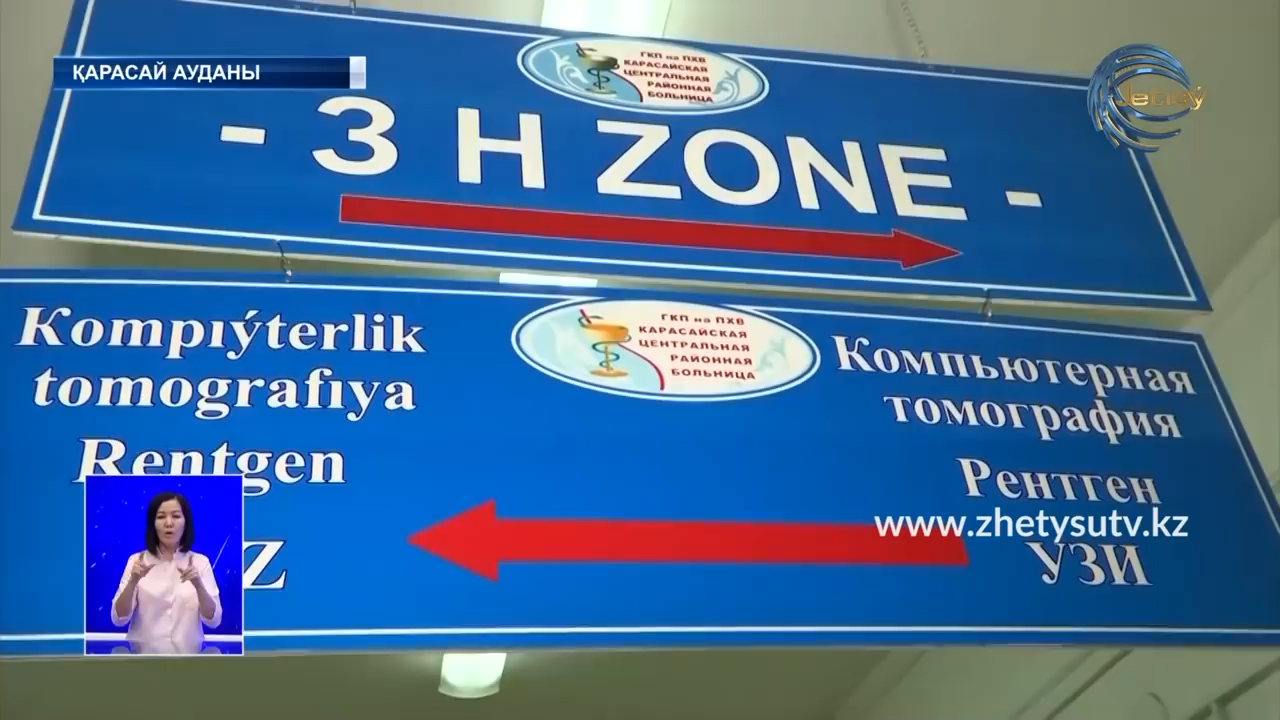 ҚАРАСАЙ АУДАНЫ
Jetisý
ГКП на ПХВ
КАРАСАЙСКАЯ
ЦЕНТРАЛЬНАЯ
РАЙОННАЯ
БОЛЬНИЦА
- 3 H ZONE -
ГКП на ПХВ
КАРАСАЙСКАЯ
ЦЕНТРАЛЬНАЯ
РАЙОННАЯ
БОЛЬНИЦА
Kompıýterlik
tomografıya
Rentgen
Компьютерная
томография
Рентген
УЗИ
www.zhetysutv.kz